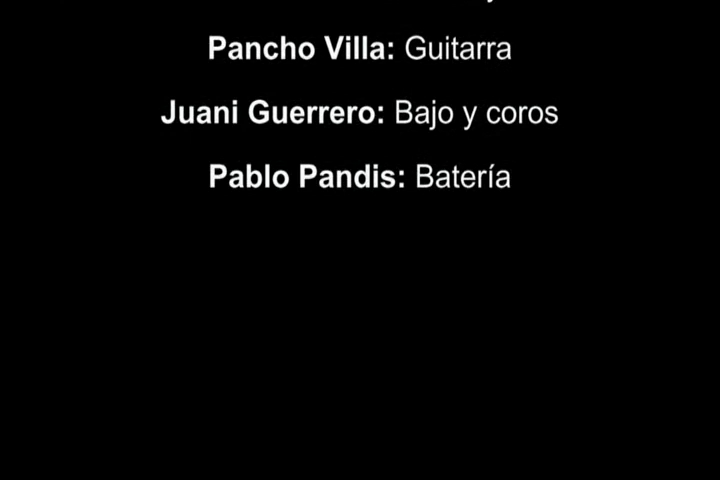 Pancho Villa: Guitarra
Juani Guerrero: Bajo y coros
Pablo Pandis: Batería